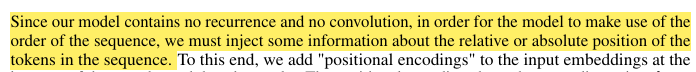 Since our model contains no recurrence and no convolution, in order for the model to make use of the
order of the sequence, we must inject some information about the relative or absolute position of the
tokens in the sequence. To this end, we add "positional encodings" to the input embeddings at the